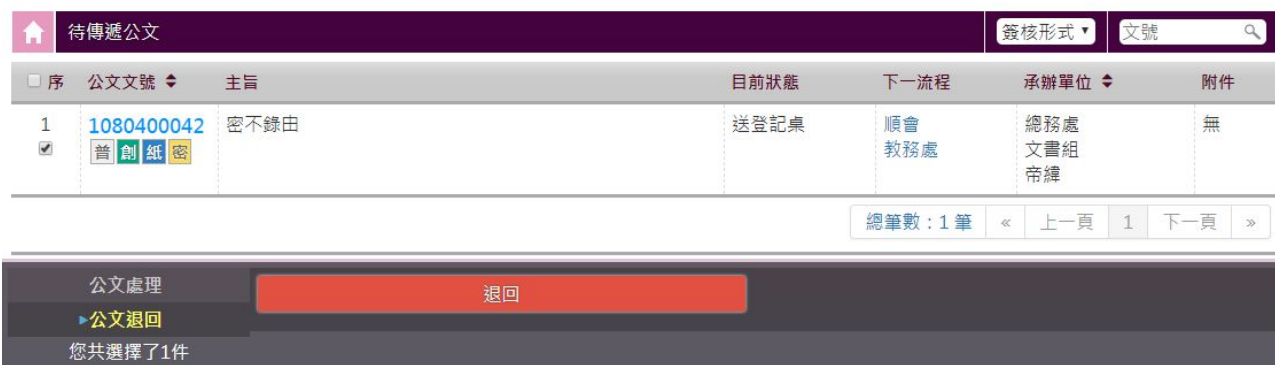 待傳遞公文 簽核形式 文號
序 公文文號 主旨 目前狀態 下一流程 承辦單位 附件
1 1080400042 密不錄由 送登記桌 順會 總務處 無
普 創 紙 密 教務處 文書組
帝緯
總筆數：1 筆 « 上一頁 1 下一頁 »
公文處理 退回
▸公文退回
您共選擇了1件